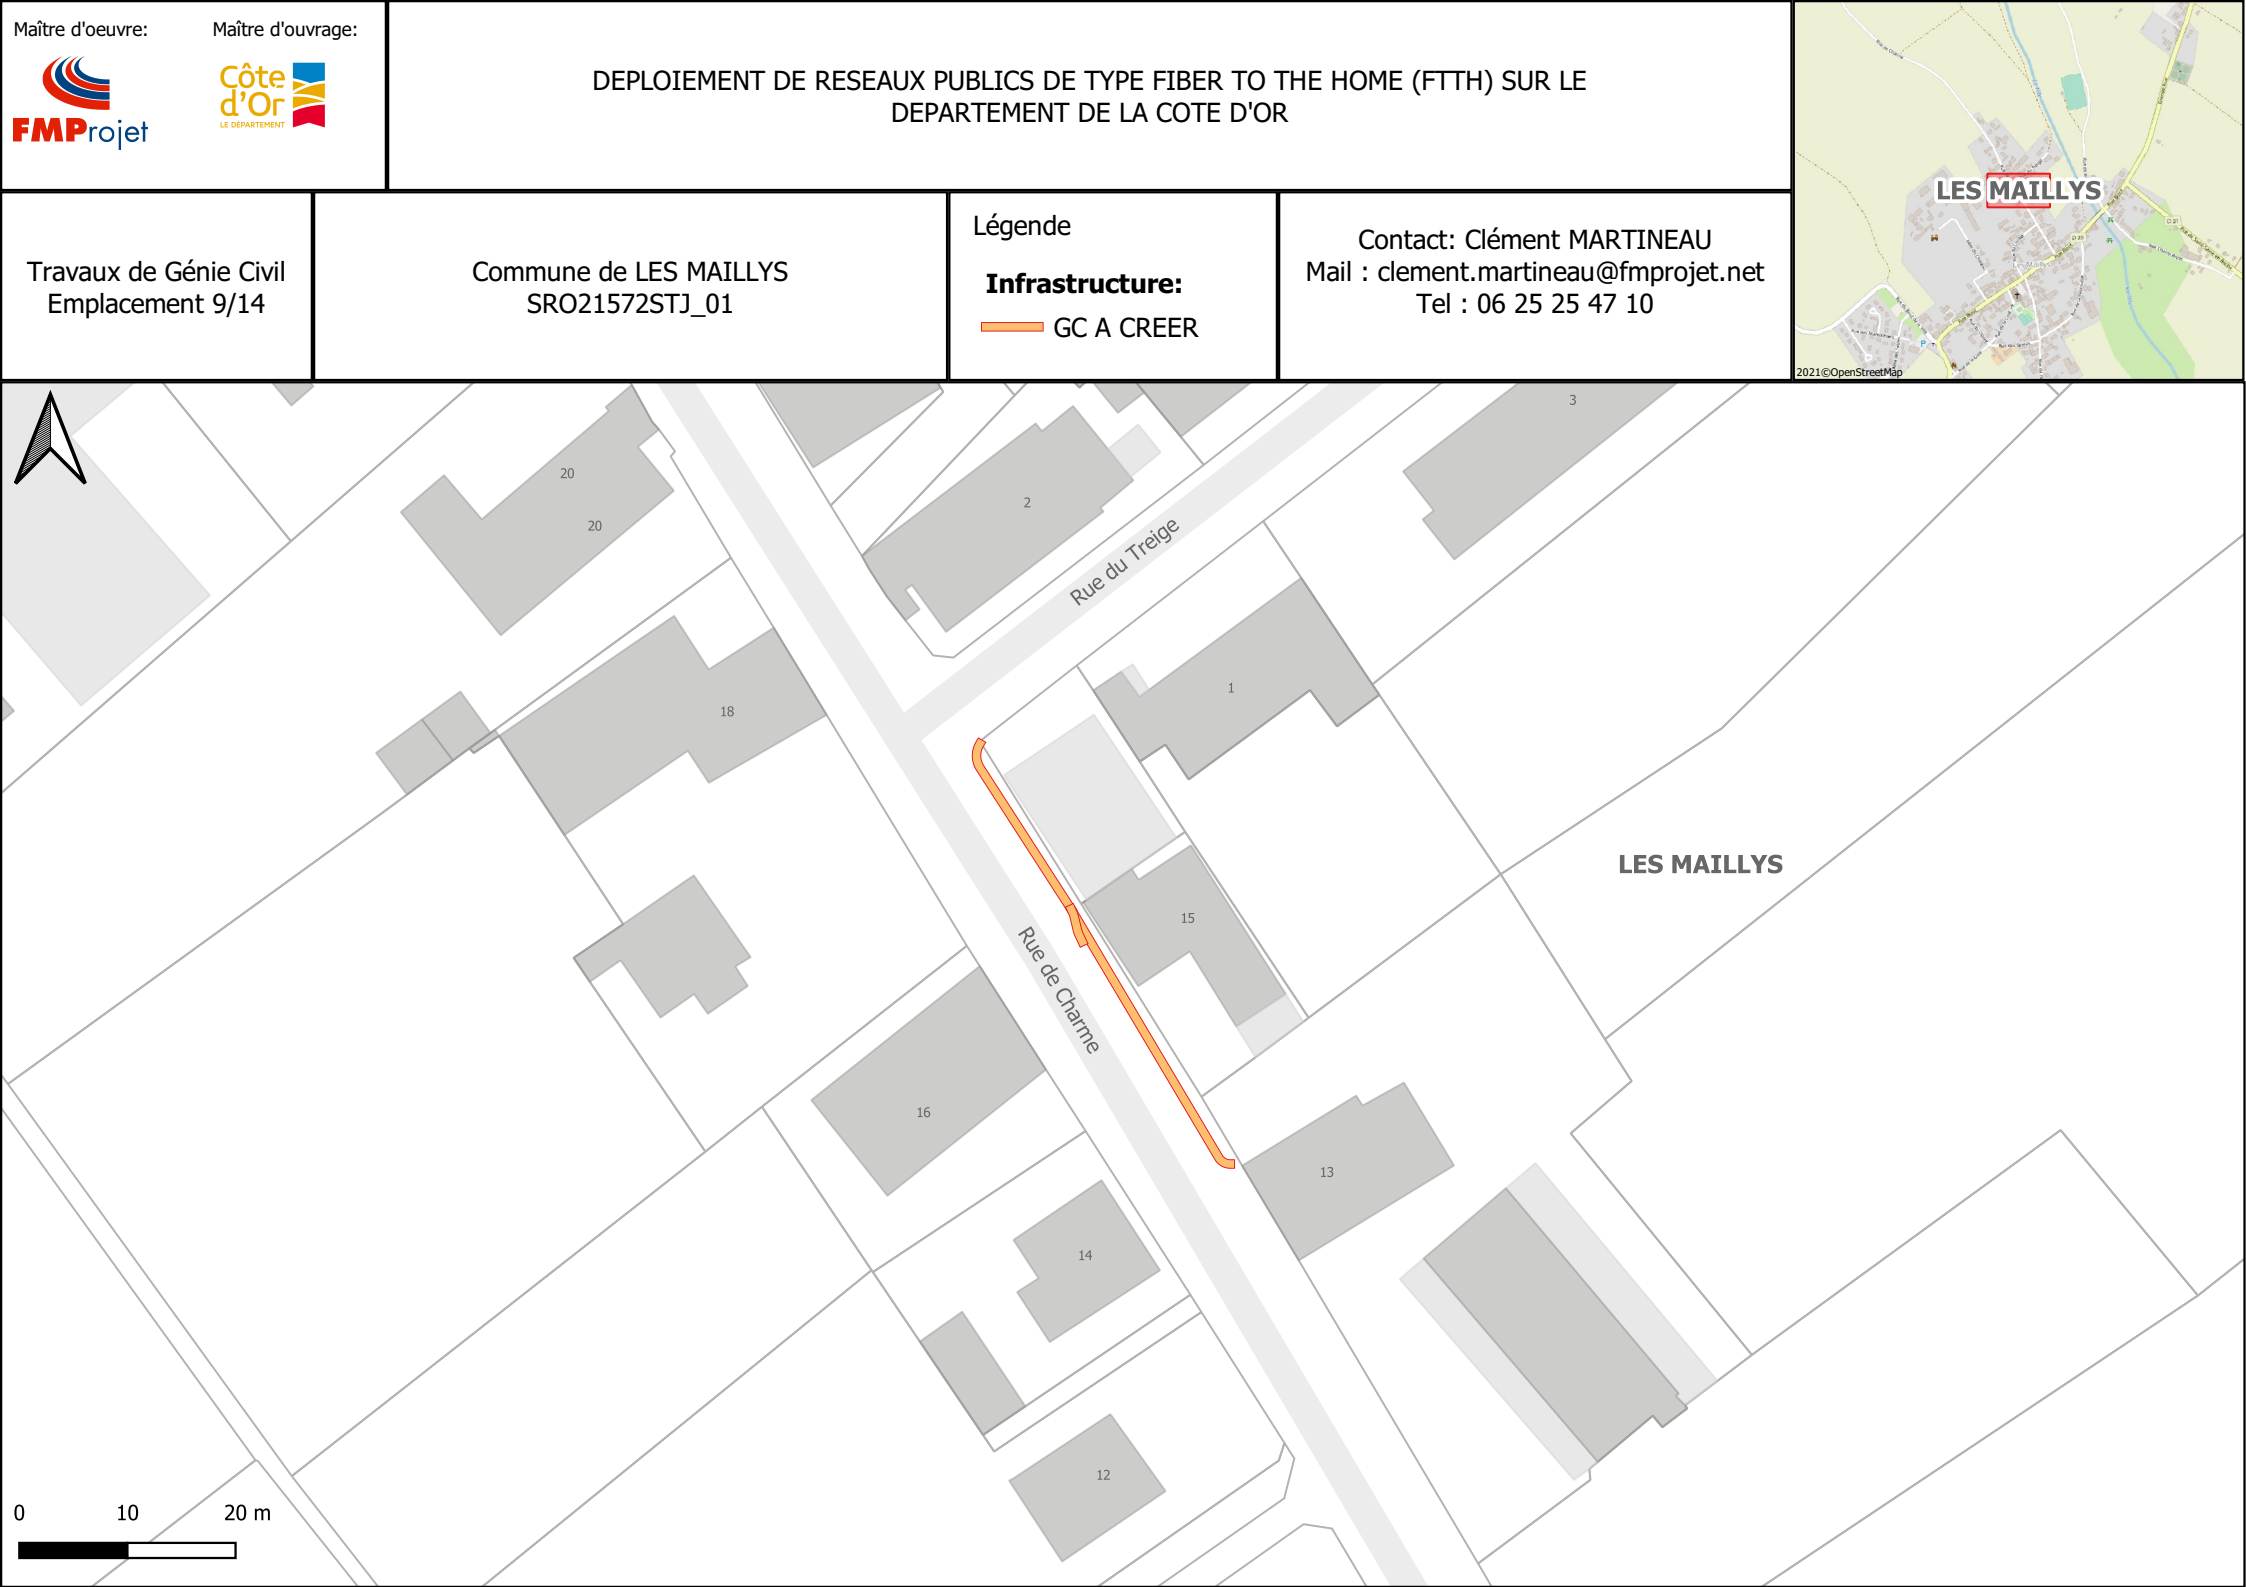 Maître d'oeuvre:
Maître d'ouvrage:
FMProjet
Côte
d'Or
LE DÉPARTEMENT
DEPLOIEMENT DE RESEAUX PUBLICS DE TYPE FIBER TO THE HOME (FTTH) SUR LE
DEPARTEMENT DE LA COTE D'OR
Travaux de Génie Civil
Emplacement 9/14
Commune de LES MAILLYS
SRO21572STJ_01
Légende
Infrastructure:
GC A CREER
Contact: Clément MARTINEAU
Mail : clement.martineau@fmprojet.net
Tel : 06 25 25 47 10
LES MAILLYS
2021©OpenStreetMap
3
20
2
20
Rue du Treige
1
18
LES MAILLYS
15
Rue de Charme
16
13
14
12
0 10 20 m